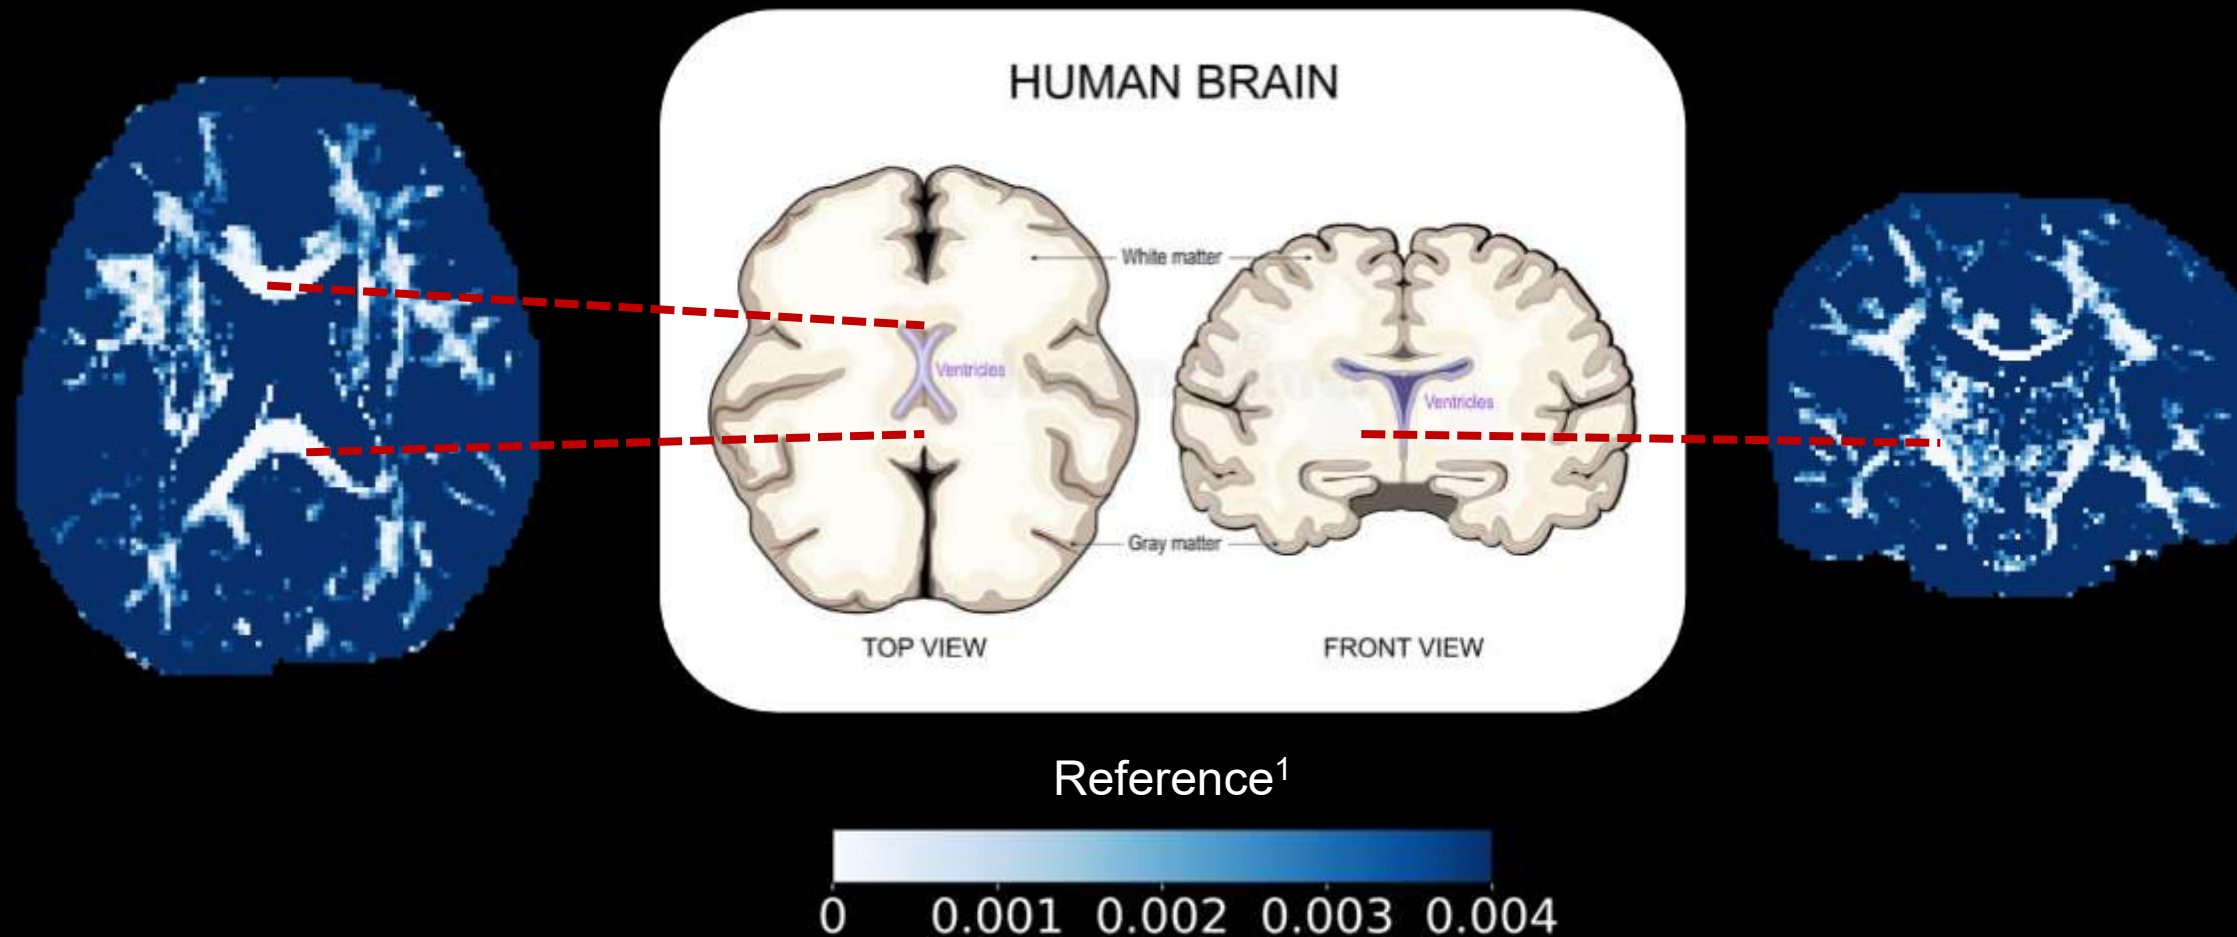 HUMAN BRAIN
White matter
Ventricles
Ventricles
Gray matter
TOP VIEW
FRONT VIEW
Reference¹
0 0.001 0.002 0.003 0.004